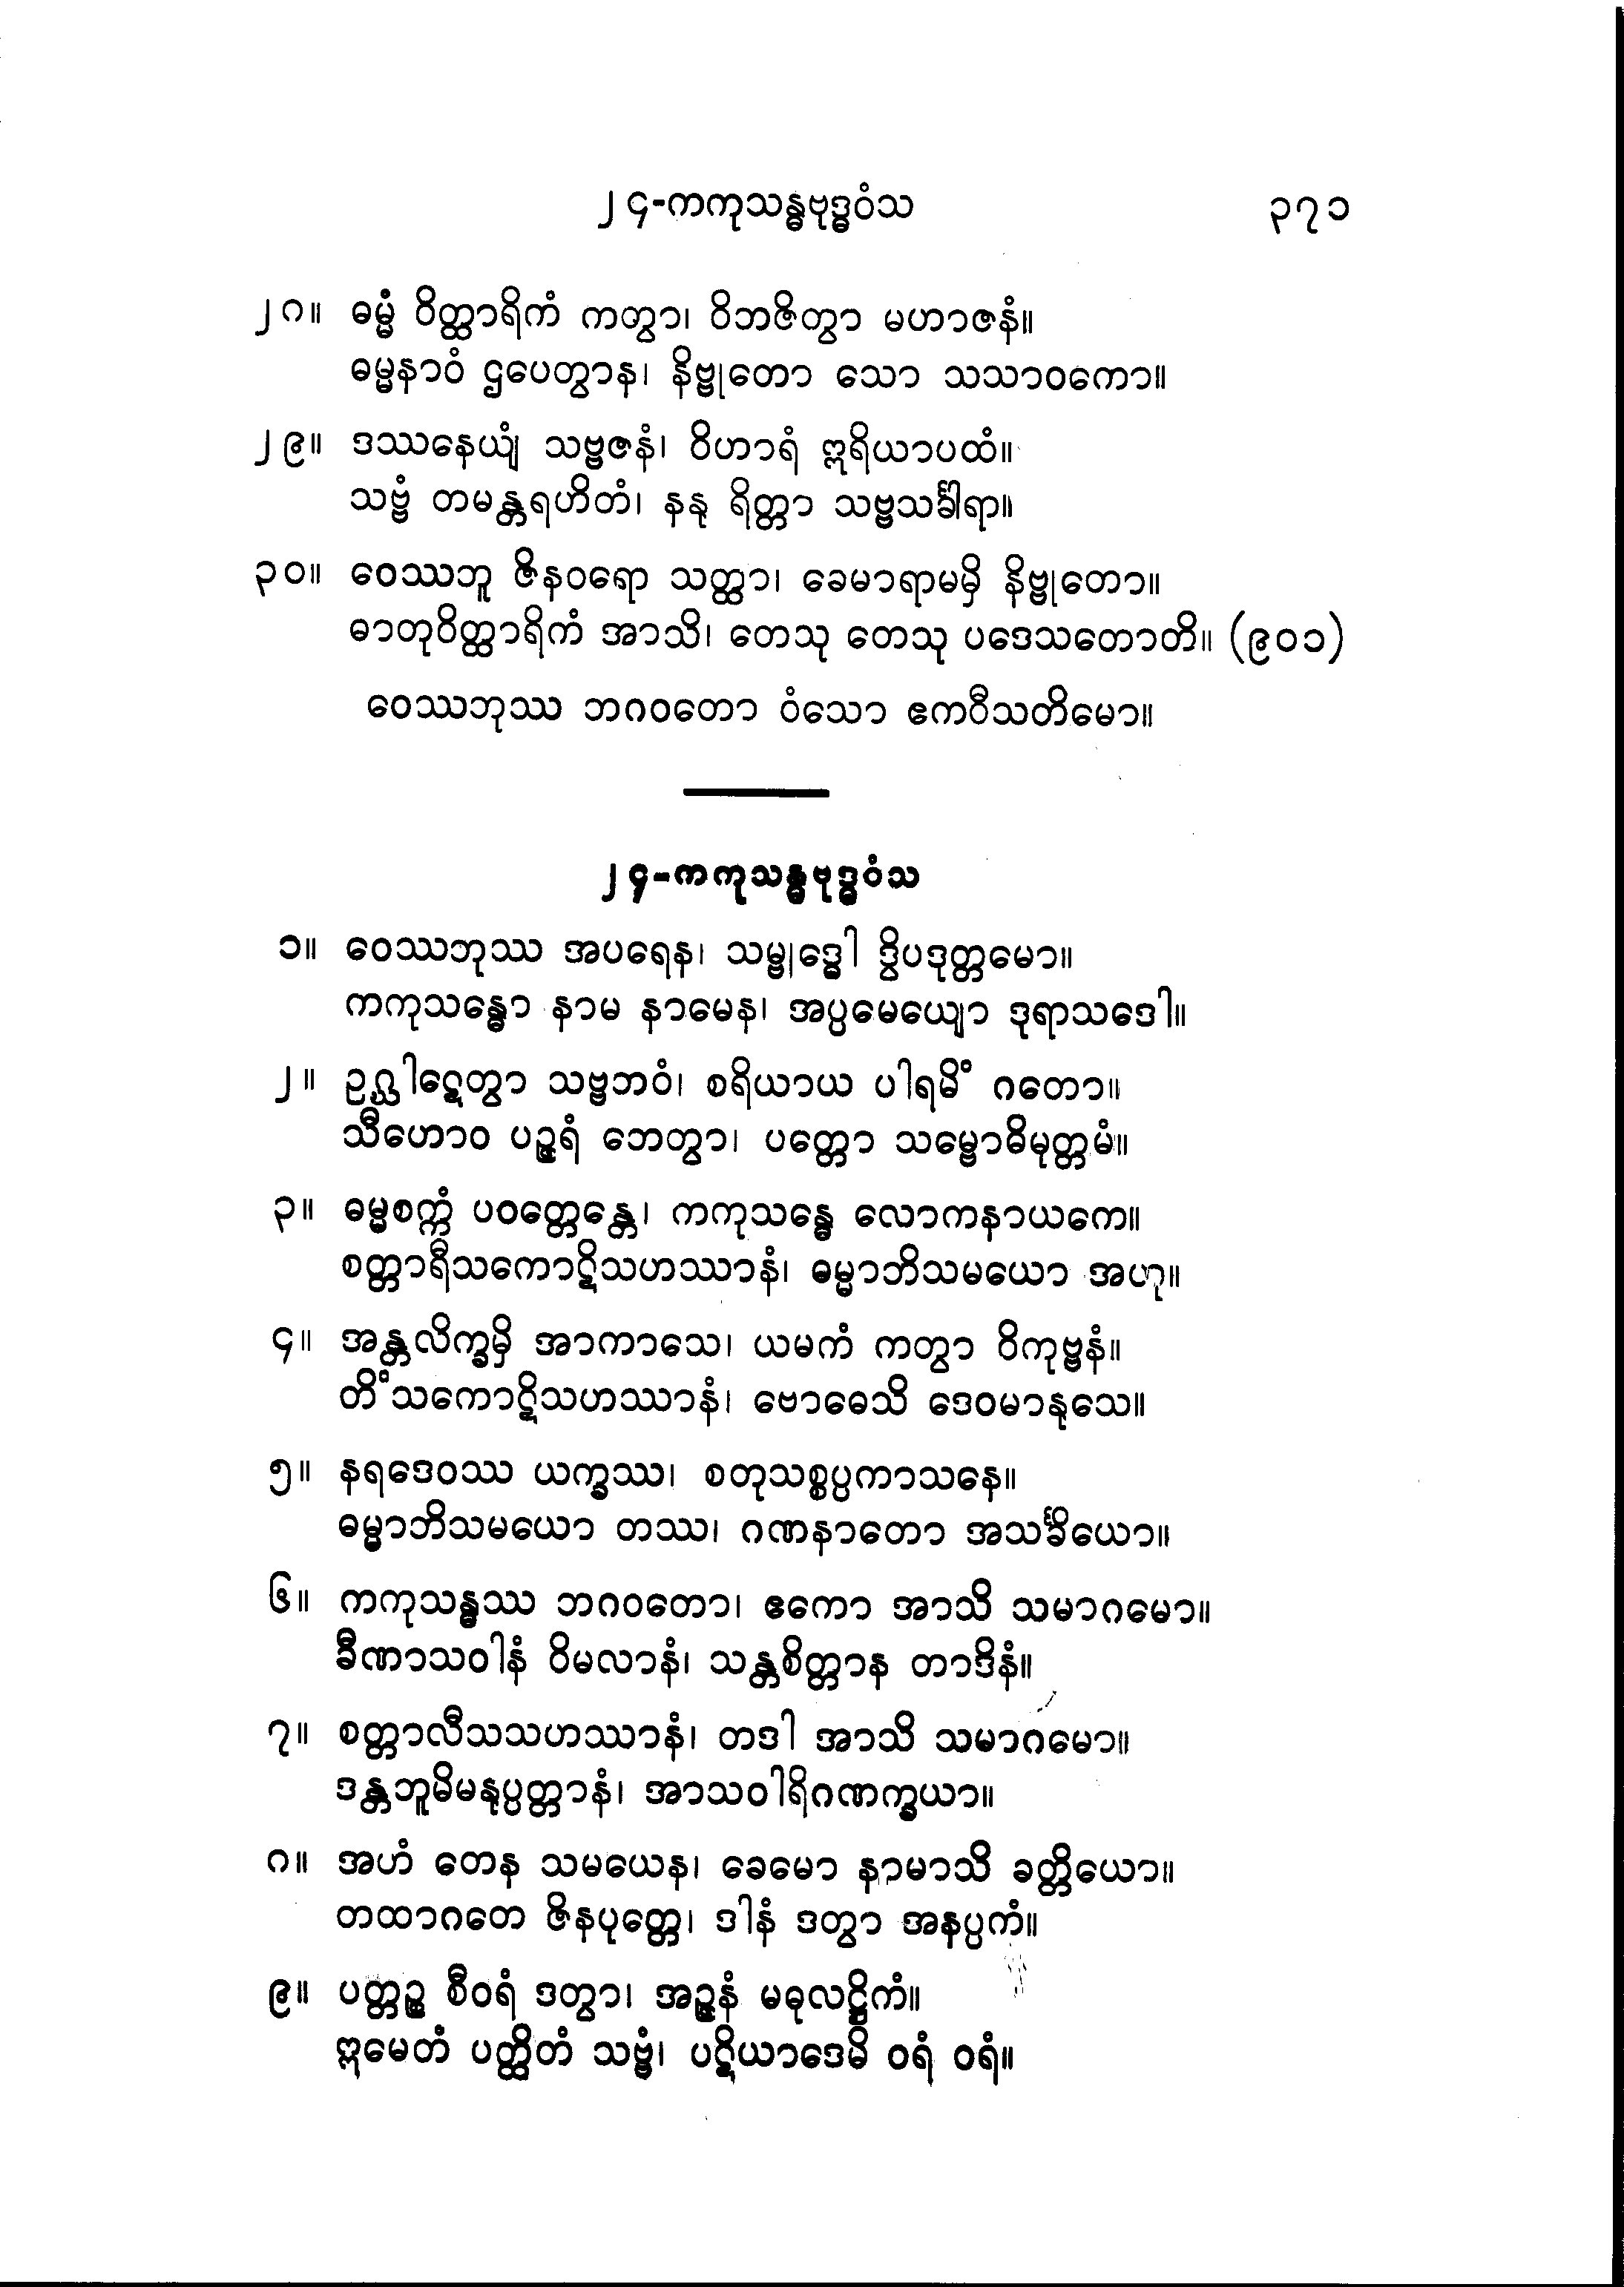 ၂၄-ကကုသန္ဓဗုဒ္ဓဝံသ ၃၇၁
၂၈။ ဓမ္မံ ဝိတ္ထာရိကံ ကတွာ၊ ဝိဘဇိတွာ မဟာဇနံ။
ဓမ္မနာဝံ ဌပေတွာန၊ နိဗ္ဗုတော သော သသာဝကော။
၂၉။ ဒဿနေယျံ သဗ္ဗဇနံ၊ ဝိဟာရံ ဣရိယာပထံ။
သဗ္ဗံ တမန္တရဟိတံ၊ နနု ရိတ္တာ သဗ္ဗသင်္ခါရာ။
၃၀။ ဝေဿဘူ ဇိနဝရော သတ္ထာ၊ ခေမာရာမမှိ နိဗ္ဗုတော။
ဓာတုဝိတ္ထာရိကံ အာသိ၊ တေသု တေသု ပဒေသတောတိ။ (၉၀၁)
ဝေဿဘုဿ ဘဂဝတော ဝံသော ဧကဝီသတိမော။
၂၄-ကကုသန္ဓဗုဒ္ဓဝံသ
၁။ ဝေဿဘုဿ အပရေန၊ သမ္ဗုဒ္ဓေါ ဒွိပဒုတ္တမော။
ကကုသန္ဓော နာမ နာမေန၊ အပ္ပမေယျော ဒုရာသဒေါ။
၂။ ဥဂ္ဃါဋေတွာ သဗ္ဗဘဝံ၊ စရိယာယ ပါရမိံ ဂတော။
သီဟောဝ ပဉ္ဇရံ ဘေတွာ၊ ပတ္တော သမ္ဗောဓိမုတ္တမံ။
၃။ ဓမ္မစက္ကံ ပဝတ္တေန္တေ၊ ကကုသန္ဓေ လောကနာယကေ။
စတ္တာရီသကောဋိသဟဿာနံ၊ ဓမ္မာဘိသမယော အဟု။
၄။ အန္တလိက္ခမှိ အာကာသေ၊ ယမကံ ကတွာ ဝိကုဗ္ဗနံ။
တိံသကောဋိသဟဿာနံ၊ ဗောဓေသိ ဒေဝမာနုသေ။
၅။ နရဒေဝဿ ယက္ခဿ၊ စတုသစ္စပ္ပကာသနေ။
ဓမ္မာဘိသမယော တဿ၊ ဂဏနာတော အသင်္ခိယော။
၆။ ကကုသန္ဓဿ ဘဂဝတော၊ ဧကော အာသိ သမာဂမော။
ခီဏာသဝါနံ ဝိမလာနံ၊ သန္တစိတ္တာန တာဒိနံ။
၇။ စတ္တာလီသသဟဿာနံ၊ တဒါ အာသိ သမာဂမော။
ဒန္တဘူမိမနုပ္ပတ္တာနံ၊ အာသဝါရိဂဏက္ခယာ။
၈။ အဟံ တေန သမယေန၊ ခေမော နာမာသိ ခတ္တိယော။
တထာဂတေ ဇိနပုတ္တေ၊ ဒါနံ ဒတွာ အနပ္ပကံ။
၉။ ပတ္တဉ္စ စီဝရံ ဒတွာ၊ အဉ္ဇနံ မဓုလဋ္ဌိကံ။
ဣမေတံ ပတ္ထိတံ သဗ္ဗံ၊ ပဋိယာဒေမိ ဝရံ ဝရံ။